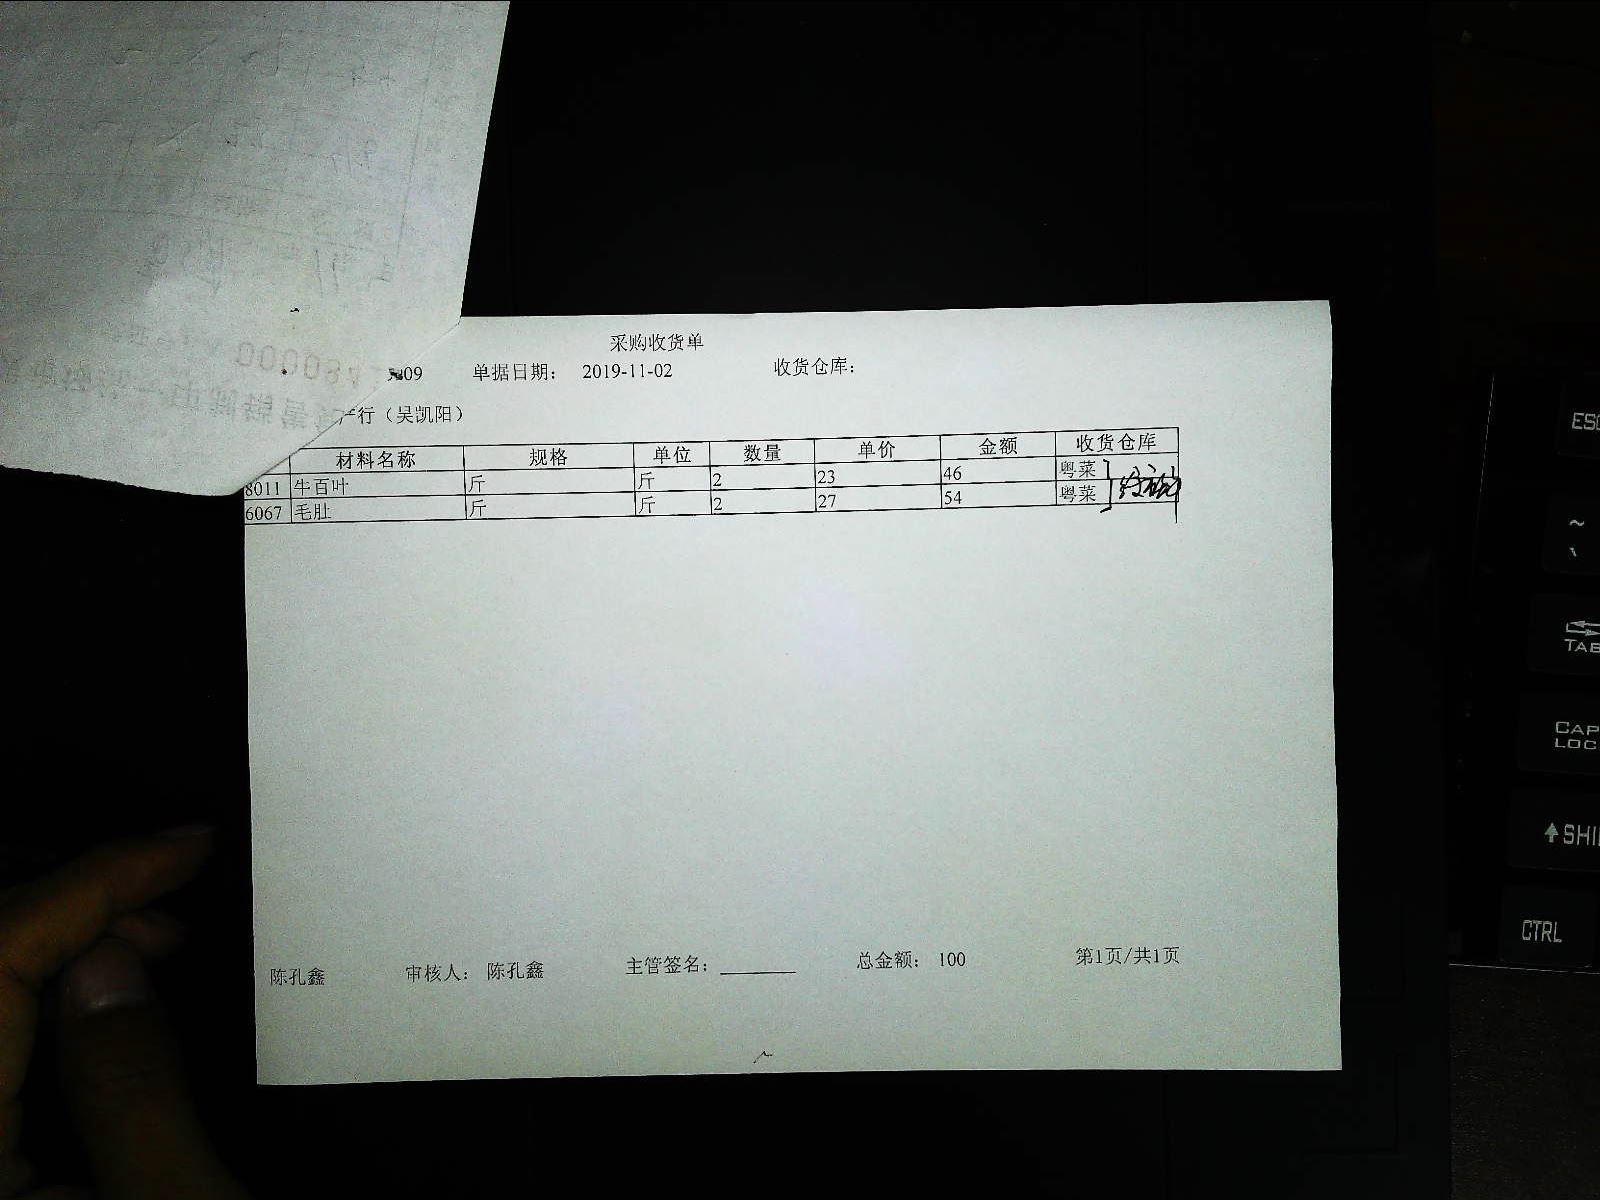 采购收货单
09 单据日期： 2019-11-02 收货仓库：
行（吴凯阳）
材料名称 规格 单位 数量 单价 金额 收货仓库
8011 牛百叶 斤 斤 2 23 46 粤菜
6067 毛肚 斤 斤 2 27 54 粤菜
陈孔鑫 审核人： 陈孔鑫 主管签名： 总金额： 100 第1页/共1页
ESC
~
TAB
CAPS
LOCK
SHI
CTRL